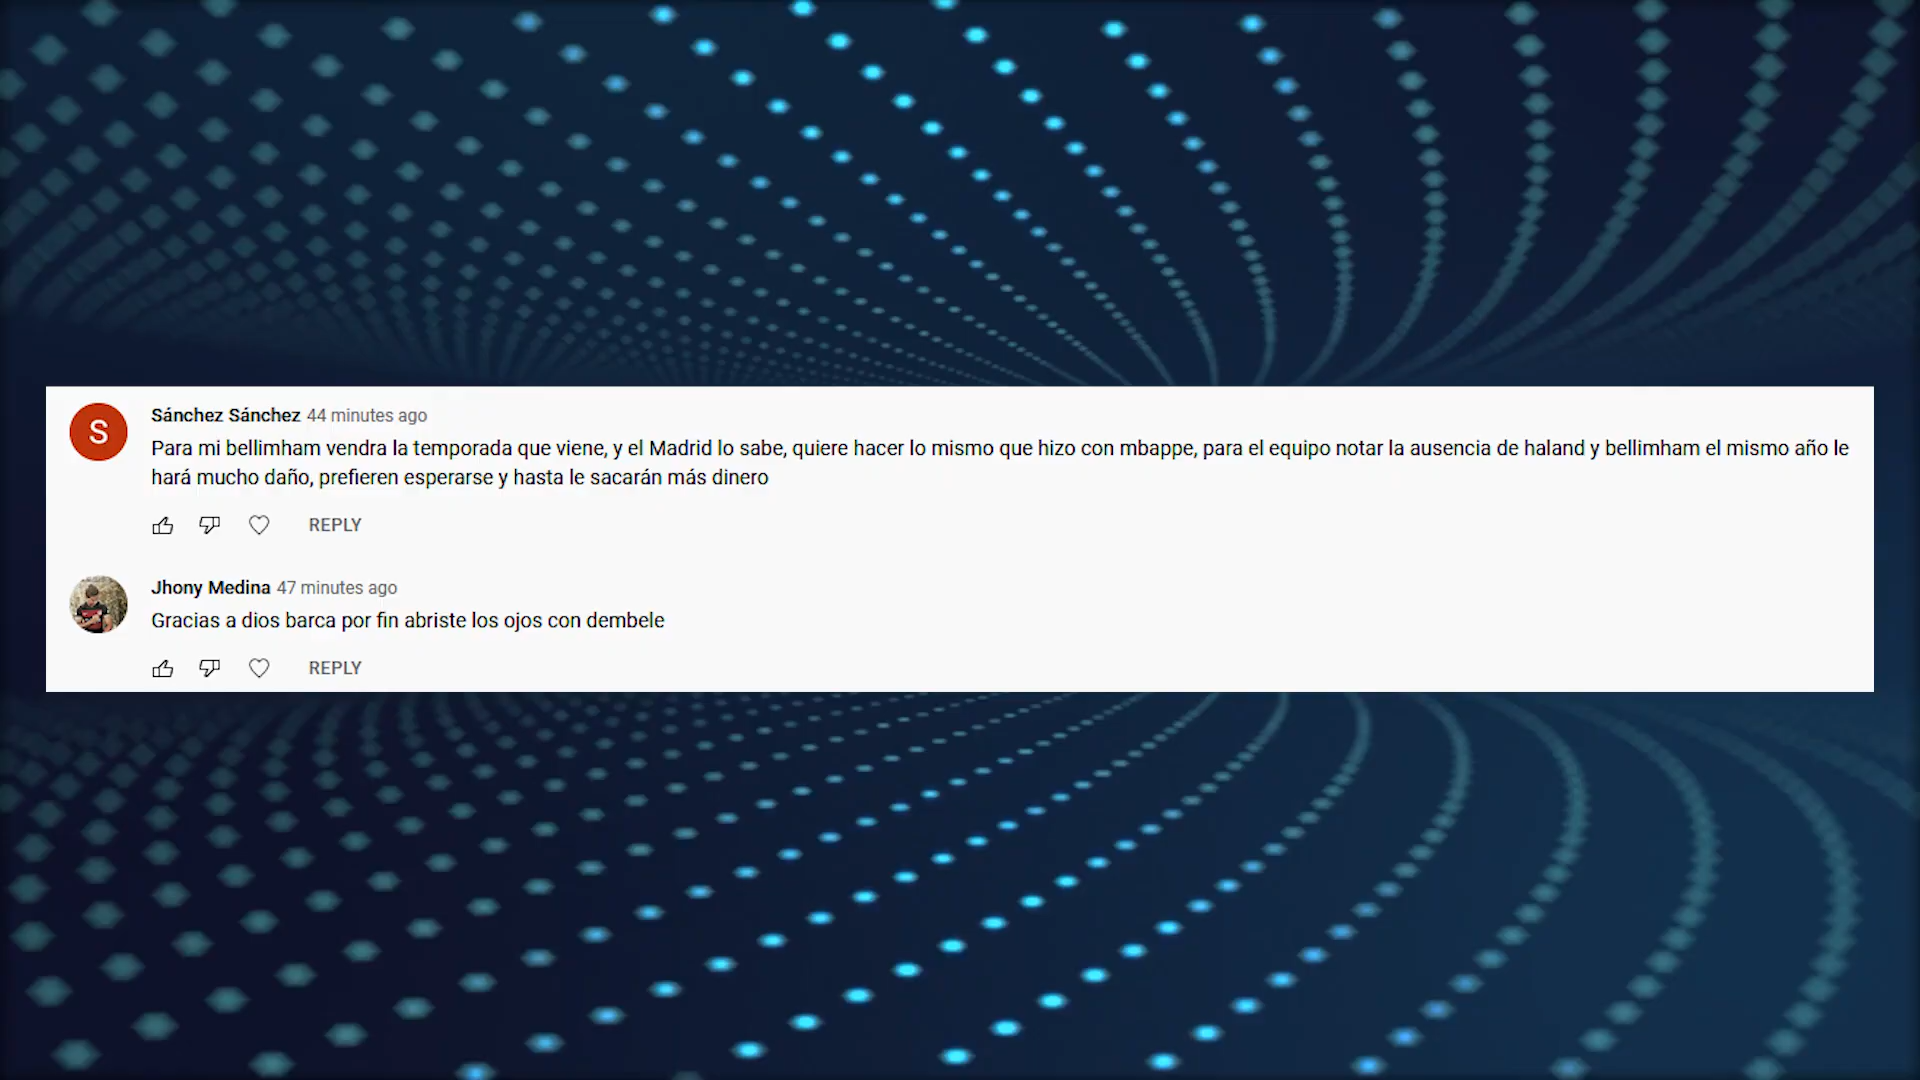 S
Sánchez Sánchez 44 minutes ago
Para mi bellimham vendra la temporada que viene, y el Madrid lo sabe, quiere hacer lo mismo que hizo con mbappe, para el equipo notar la ausencia de haland y bellimham el mismo año le
hará mucho daño, prefieren esperarse y hasta le sacarán más dinero
REPLY
Jhony Medina 47 minutes ago
Gracias a dios barca por fin abriste los ojos con dembele
REPLY